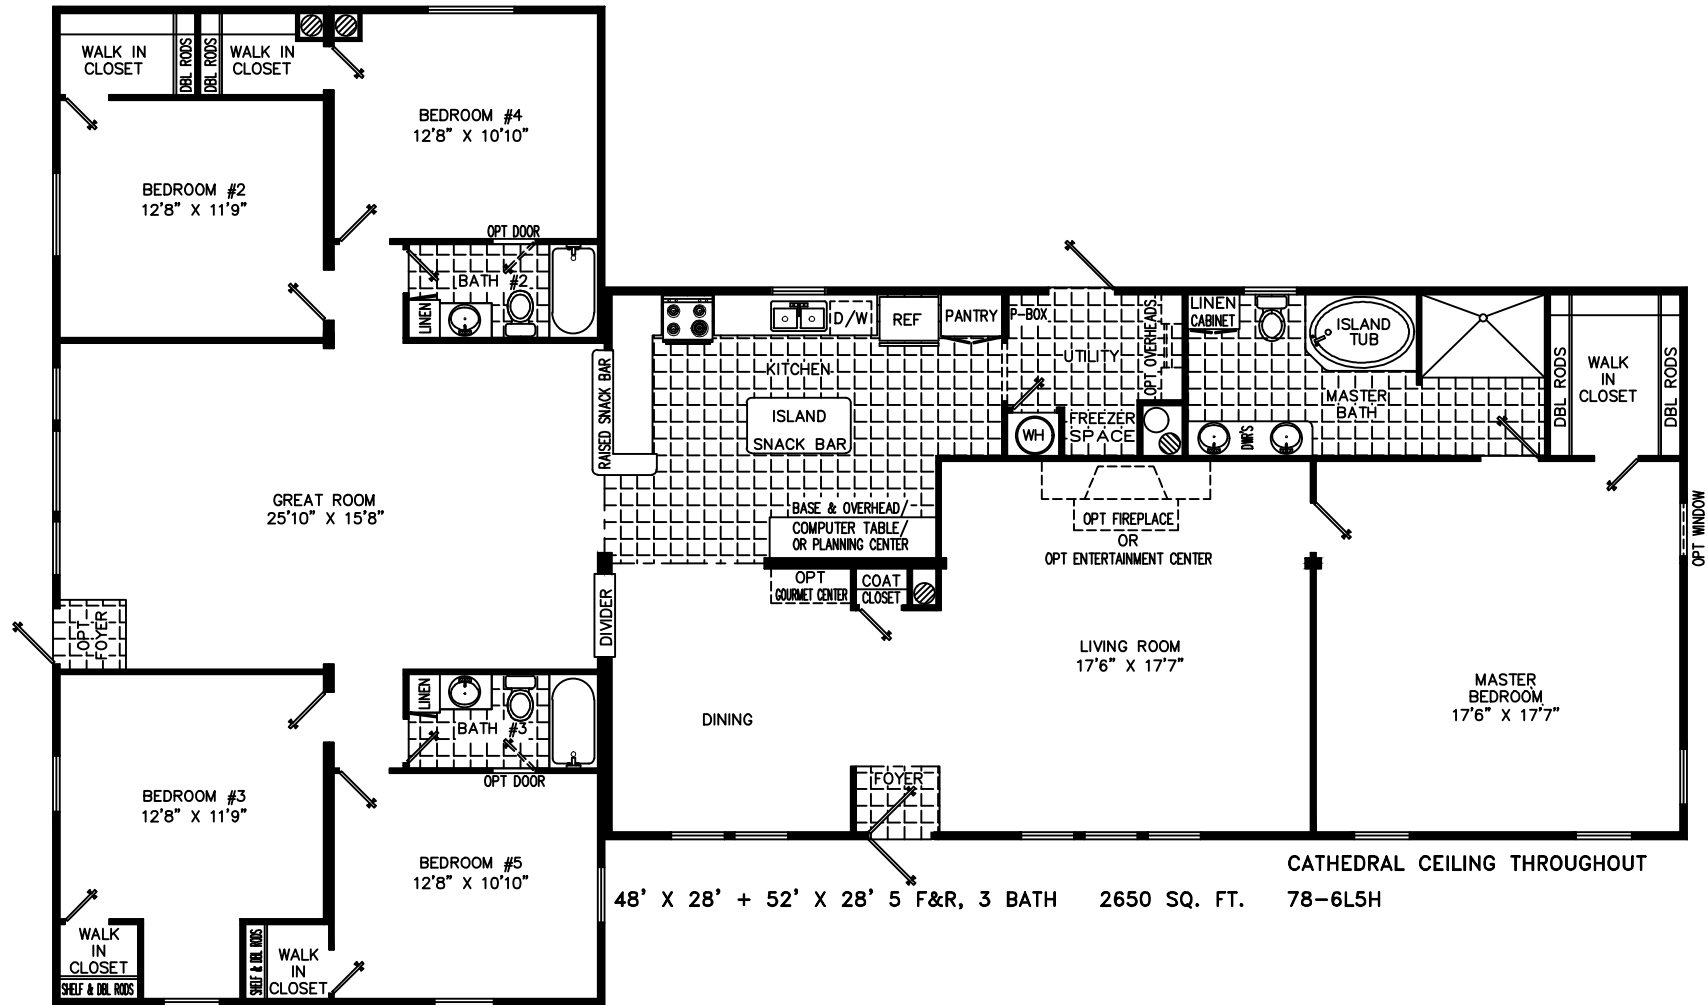 WALK IN
CLOSET
DBL RODS
DBL RODS
WALK IN
CLOSET
BEDROOM #4
12'8" X 10'10"
BEDROOM #2
12'8" X 11'9"
OPT DOOR
BATH #2
LINEN
D/W
REF
PANTRY
P-BOX
UTILITY
OPT OVERHEADS
LINEN
CABINET
ISLAND
TUB
KITCHEN
RAISED SNACK BAR
ISLAND
SNACK BAR
WH
FREEZER
SPACE
DWR'S
MASTER
BATH
DBL RODS
WALK
IN
CLOSET
DBL RODS
GREAT ROOM
25'10" X 15'8"
BASE & OVERHEAD/
COMPUTER TABLE/
OR PLANNING CENTER
OPT FIREPLACE
OR
OPT ENTERTAINMENT CENTER
OPT WINDOW
OPT
GOURMET CENTER
COAT
CLOSET
OPT
FOYER
DIVIDER
LIVING ROOM
17'6" X 17'7"
MASTER
BEDROOM
17'6" X 17'7"
LINEN
BATH #3
OPT DOOR
DINING
FOYER
BEDROOM #3
12'8" X 11'9"
BEDROOM #5
12'8" X 10'10"
CATHEDRAL CEILING THROUGHOUT
48' X 28' + 52' X 28' 5 F&R, 3 BATH 2650 SQ. FT. 78-6L5H
WALK
IN
CLOSET
SHELF & DBL RODS
SHELF & DBL RODS
WALK
IN
CLOSET